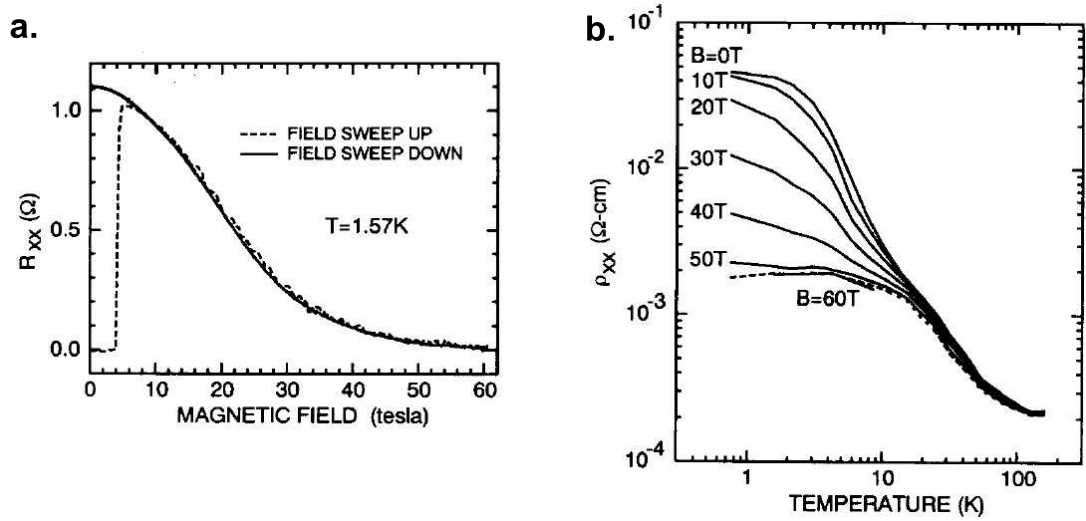 a.
1.0
0.5
0.0
R_XX (Ω)
FIELD SWEEP UP
FIELD SWEEP DOWN
T=1.57K
0 10 20 30 40 50 60
MAGNETIC FIELD (tesla)
b.
10⁻¹
10⁻²
10⁻³
10⁻⁴
ρ_XX (Ω-cm)
B=0T
10T
20T
30T
40T
50T
B=60T
1 10 100
TEMPERATURE (K)